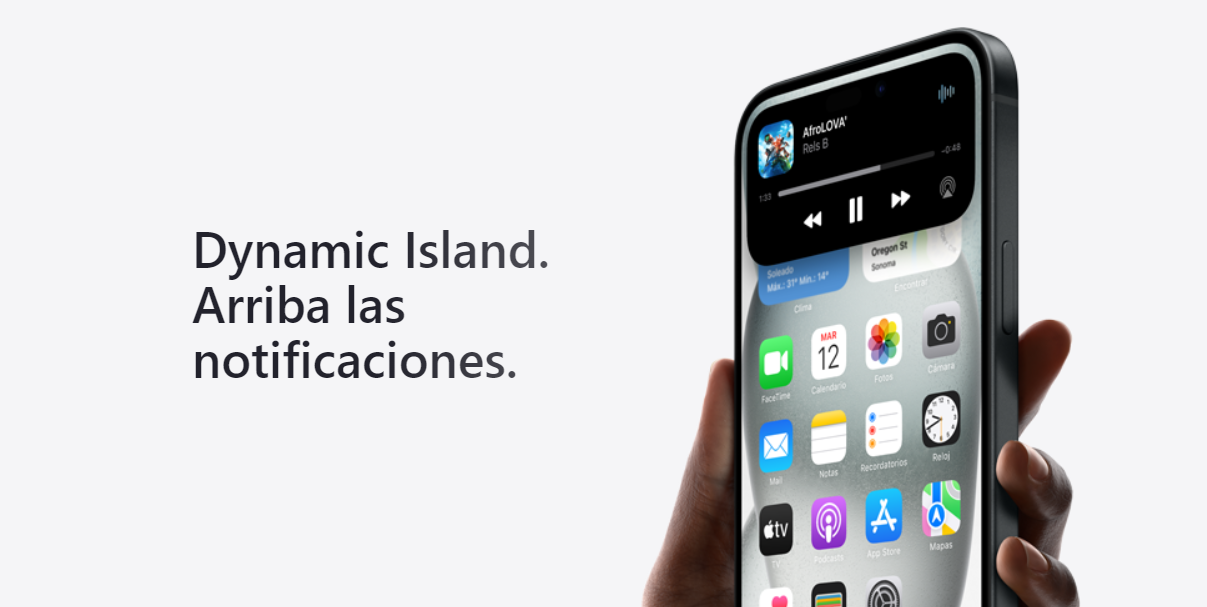 Dynamic Island.
Arriba las
notificaciones.
AfroLOVA'
Rels B
1:33
-0:48
Soleado
Máx.: 31° Mín.: 14°
Clima
Oregon St
Sonoma
Encontrar
FaceTime
MAR
12
Calendario
Fotos
Cámara
Mail
Notas
Recordatorios
Reloj
tv
TV
Podcasts
App Store
Mapas